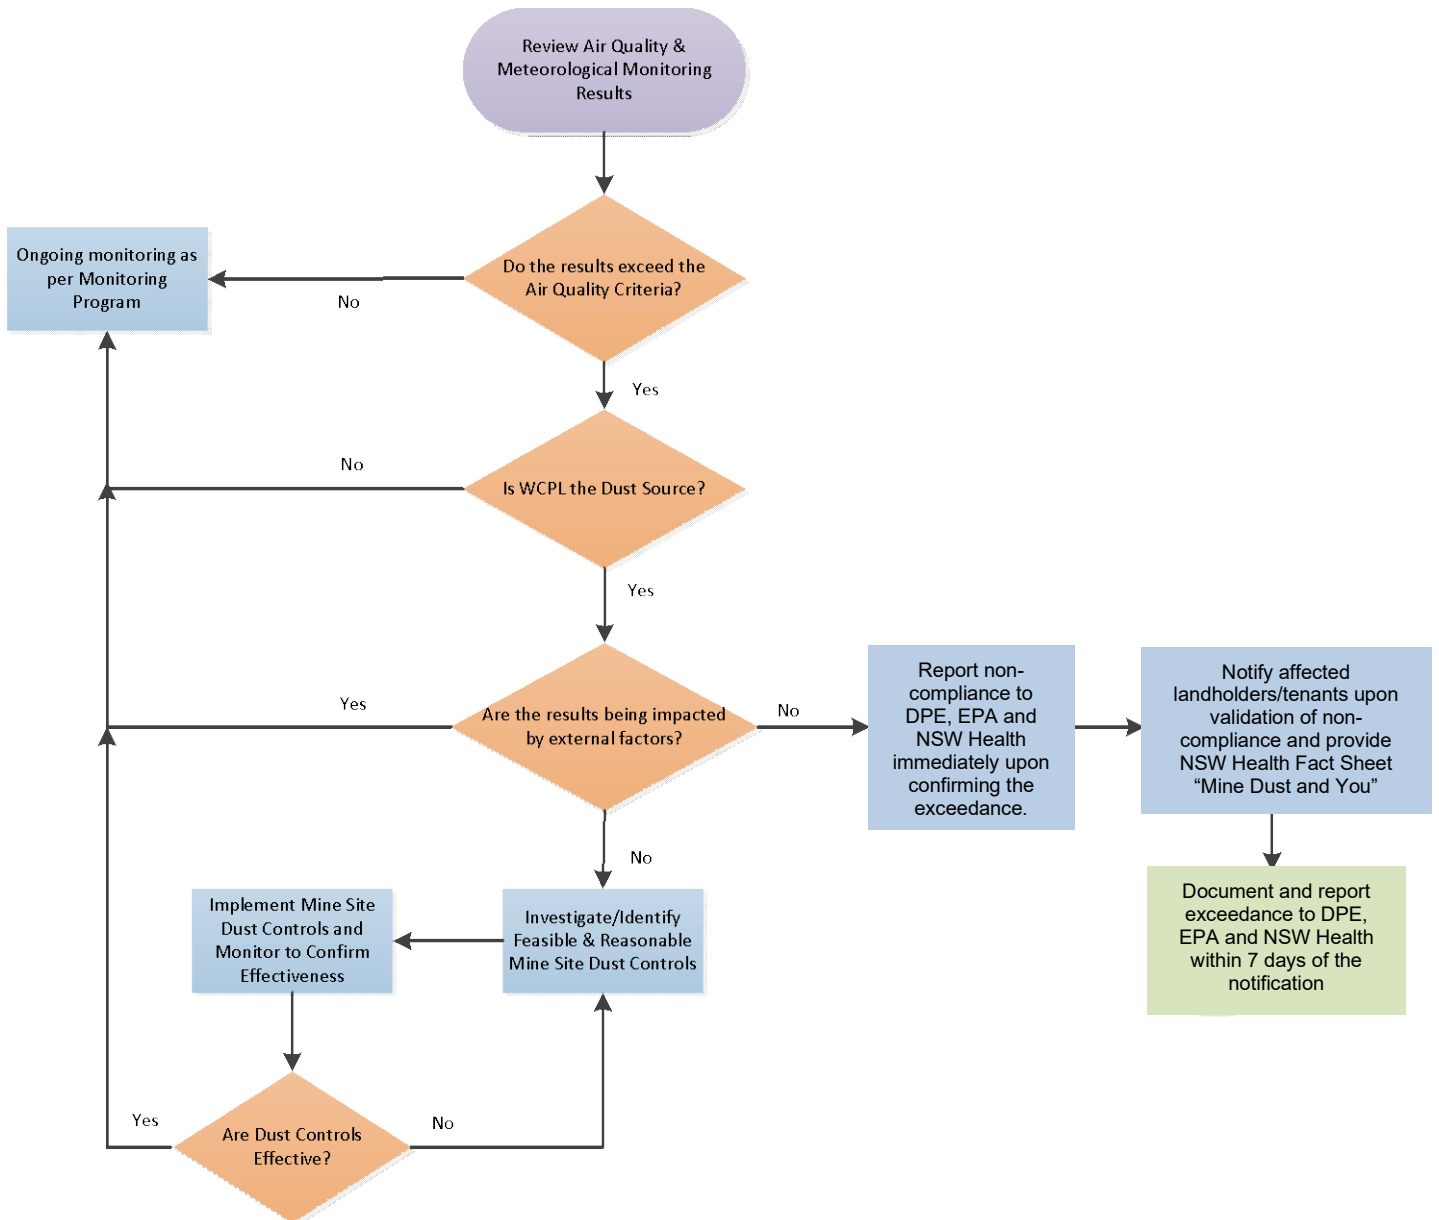 Review Air Quality &
Meteorological Monitoring
Results
Do the results exceed the
Air Quality Criteria?
No
Ongoing monitoring as
per Monitoring
Program
Yes
Is WCPL the Dust Source?
No
Yes
Are the results being impacted
by external factors?
Yes
No
Report non-
compliance to
DPE, EPA and
NSW Health
immediately upon
confirming the
exceedance.
Notify affected
landholders/tenants upon
validation of non-
compliance and provide
NSW Health Fact Sheet
“Mine Dust and You”
Document and report
exceedance to DPE,
EPA and NSW Health
within 7 days of the
notification
No
Investigate/Identify
Feasible & Reasonable
Mine Site Dust Controls
Implement Mine Site
Dust Controls and
Monitor to Confirm
Effectiveness
Are Dust Controls
Effective?
Yes
No